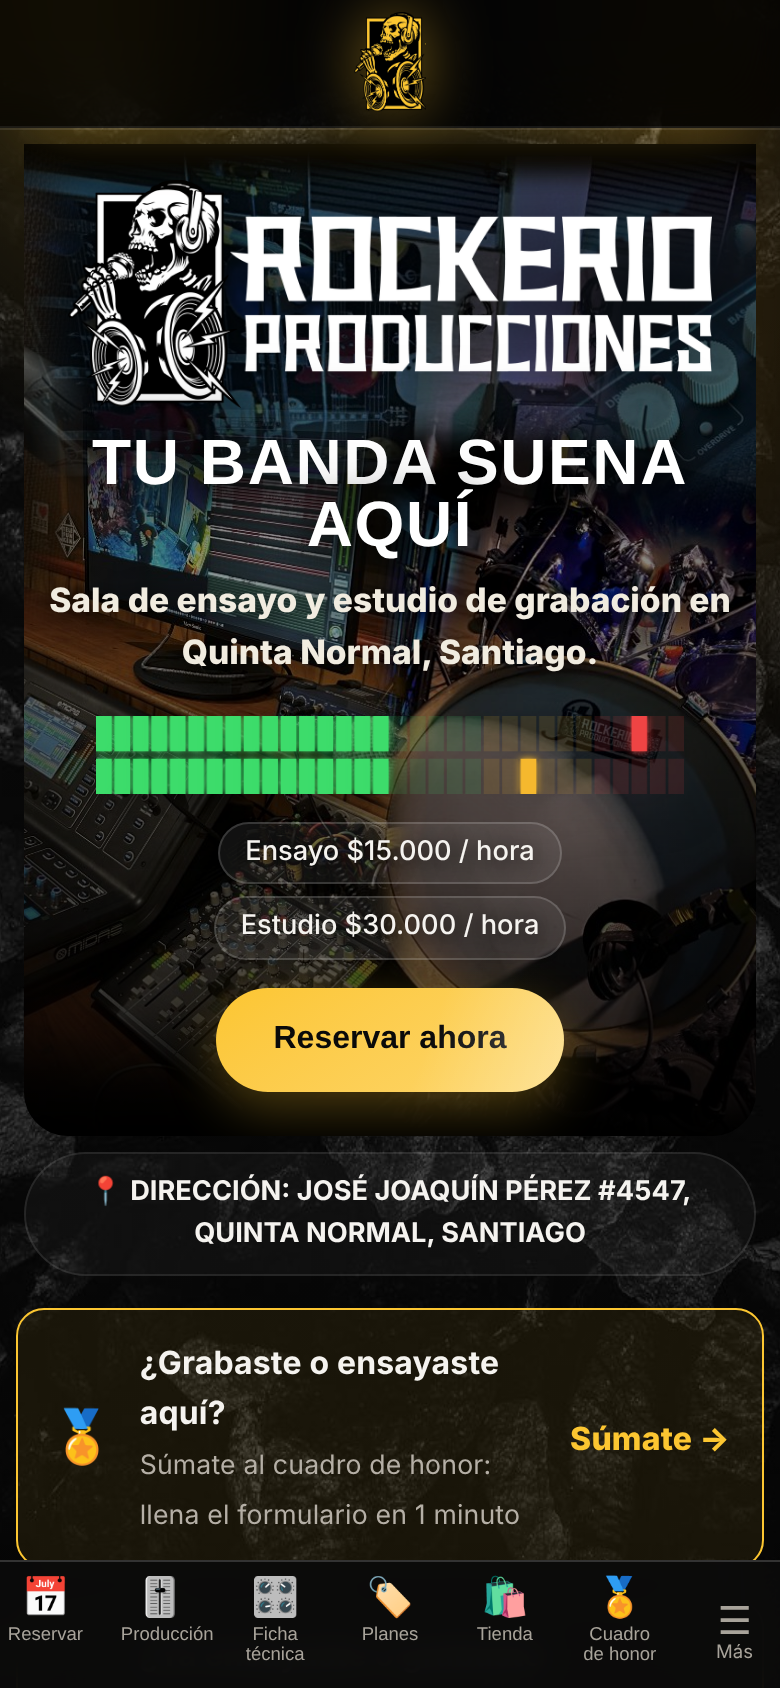 ROCKERIO
PRODUCCIONES
TU BANDA SUENA
AQUÍ
Sala de ensayo y estudio de grabación en
Quinta Normal, Santiago.
Ensayo $15.000 / hora
Estudio $30.000 / hora
MIDAS
OVERDRIVE
Reservar ahora
📍 DIRECCIÓN: JOSÉ JOAQUÍN PÉREZ #4547,
QUINTA NORMAL, SANTIAGO
¿Grabaste o ensayaste
aquí?
Súmate al cuadro de honor:
llena el formulario en 1 minuto
Súmate →
July
17
Reservar
Producción
Ficha
técnica
Planes
Tienda
Cuadro
de honor
☰
Más